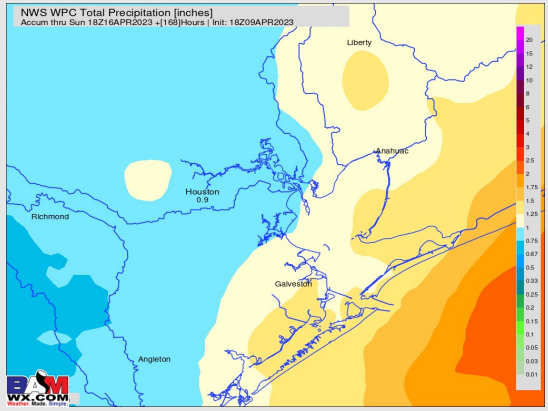 NWS WPC Total Precipitation [inches]
Accum thru Sun 18Z16APR2023 +[168]Hours | Init: 18Z09APR2023
Liberty
Anahuac
Houston
0.9
Richmond
Galveston
Angleton
20
15
12
10
8
6
5
4
3
2.5
2
1.75
1.5
1.25
1
0.75
0.67
0.5
0.33
0.25
0.2
0.15
0.1
0.05
0.03
0.01
BAM
WX.COM
Weather. Made. Simple.